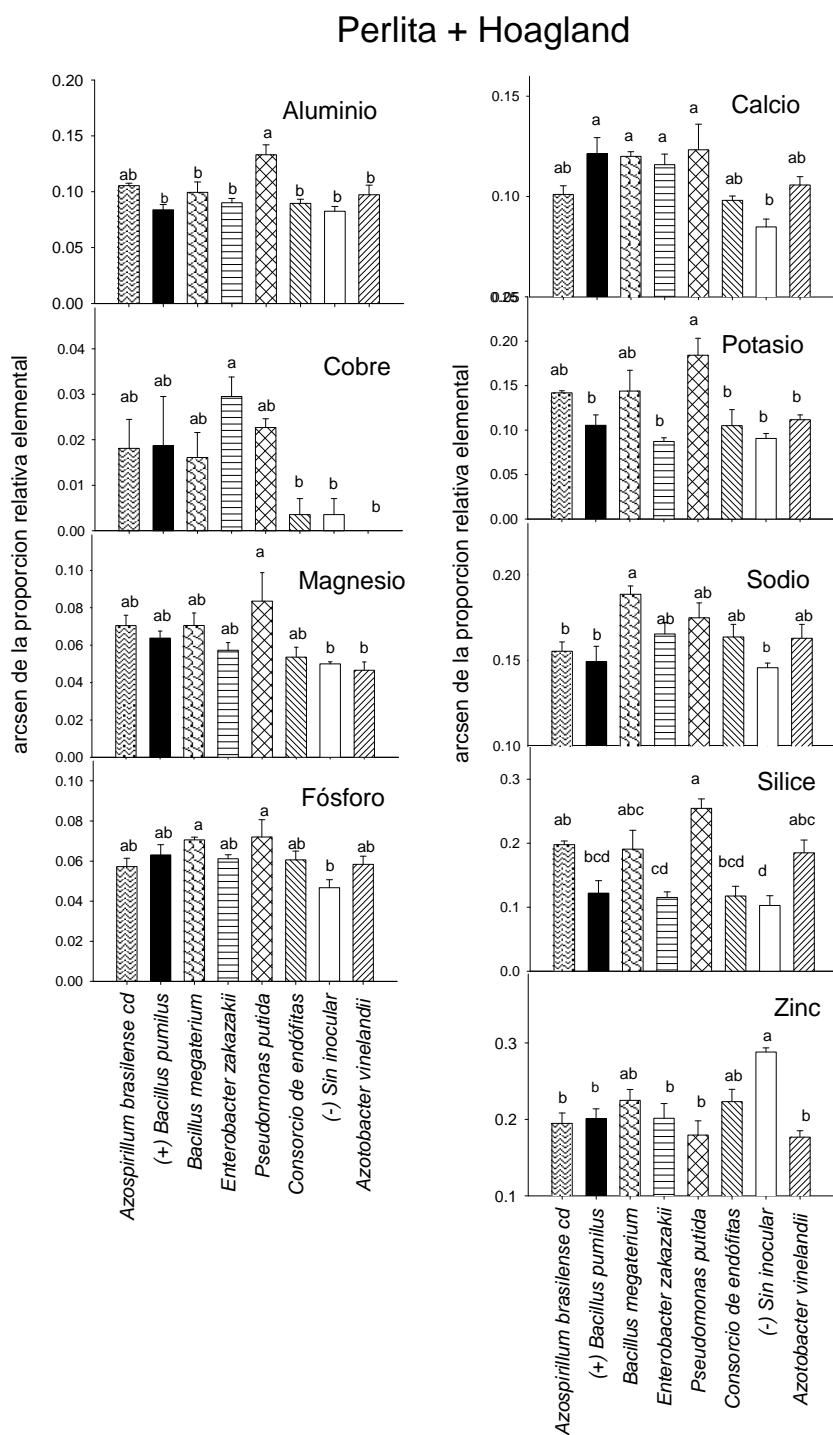 Perlita + Hoagland
arcsen de la proporcion relativa elemental
Aluminio
0.20
0.15
0.10
0.05
0.00
ab b b b a b b b
Cobre
0.04
0.03
0.02
0.01
0.00
ab ab ab a ab b b b
Magnesio
0.10
0.08
0.06
0.04
0.02
0.00
ab ab ab ab a ab b b
Fósforo
0.10
0.08
0.06
0.04
0.02
0.00
ab ab a ab a ab b ab
Azospirillum brasilense cd
(+) Bacillus pumilus
Bacillus megaterium
Enterobacter zakazakii
Pseudomonas putida
Consorcio de endófitas
(-) Sin inocular
Azotobacter vinelandii
arcsen de la proporcion relativa elemental
Calcio
0.10
ab a a a a ab b ab
Potasio
0.20
0.15
0.10
0.05
0.00
ab b ab b a b b b
Sodio
0.20
0.15
0.10
b b a ab ab ab b ab
Silice
0.3
0.2
0.1
0.0
ab bcd abc cd a bcd d abc
Zinc
0.3
0.2
0.1
b b ab b b ab a b
Azospirillum brasilense cd
(+) Bacillus pumilus
Bacillus megaterium
Enterobacter zakazakii
Pseudomonas putida
Consorcio de endófitas
(-) Sin inocular
Azotobacter vinelandii